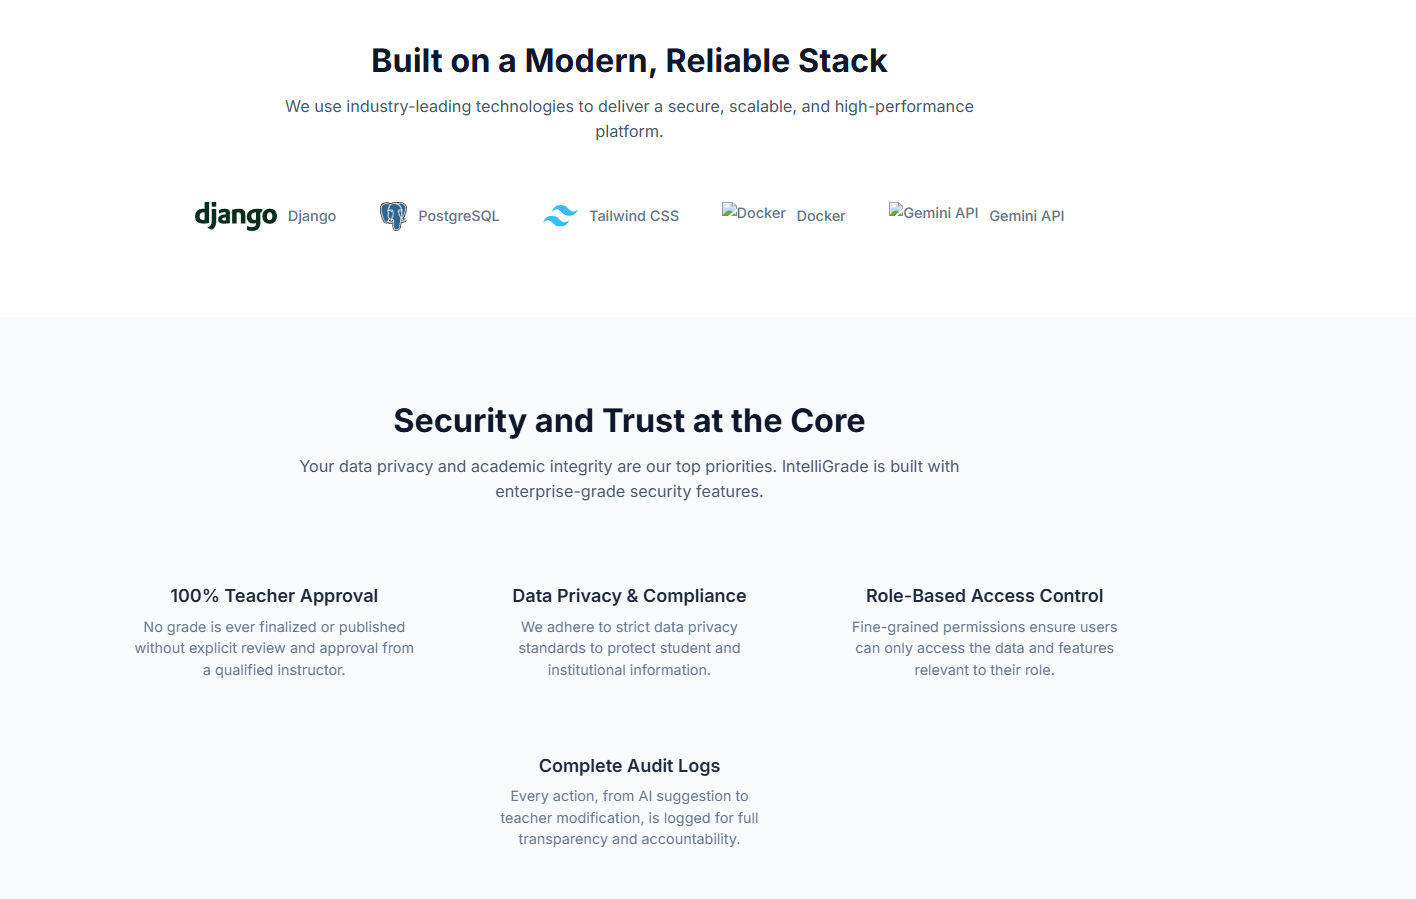 Built on a Modern, Reliable Stack
We use industry-leading technologies to deliver a secure, scalable, and high-performance
platform.
django Django PostgreSQL Tailwind CSS Docker Docker Gemini API Gemini API
Security and Trust at the Core
Your data privacy and academic integrity are our top priorities. IntelliGrade is built with
enterprise-grade security features.
100% Teacher Approval
No grade is ever finalized or published
without explicit review and approval from
a qualified instructor.
Data Privacy & Compliance
We adhere to strict data privacy
standards to protect student and
institutional information.
Role-Based Access Control
Fine-grained permissions ensure users
can only access the data and features
relevant to their role.
Complete Audit Logs
Every action, from AI suggestion to
teacher modification, is logged for full
transparency and accountability.